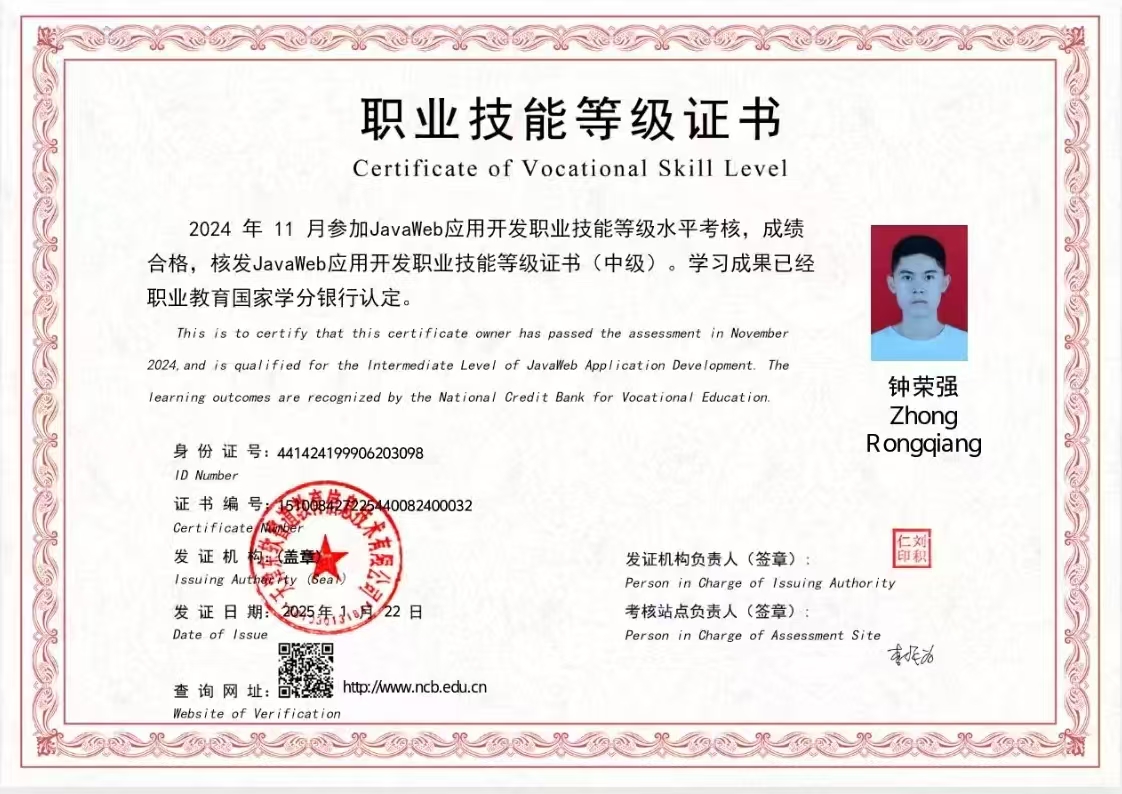 职业技能等级证书
Certificate of Vocational Skill Level
2024 年 11 月参加JavaWeb应用开发职业技能等级水平考核，成绩
合格，核发JavaWeb应用开发职业技能等级证书（中级）。学习成果已经
职业教育国家学分银行认定。
This is to certify that this certificate owner has passed the assessment in November
2024,and is qualified for the Intermediate Level of JavaWeb Application Development. The
learning outcomes are recognized by the National Credit Bank for Vocational Education.
钟荣强
Zhong
Rongqiang
身 份 证 号：441424199906203098
ID Number
证 书 编 号：
Certificate Number
发 证 机 构：(盖章)
Issuing Authority (Seal)
发 证 日 期：2025 年 1 月 22 日
Date of Issue
查 询 网 址：http://www.ncb.edu.cn
Website of Verification
发证机构负责人（签章）:
仁刘
印积
Person in Charge of Issuing Authority
考核站点负责人（签章）:
Person in Charge of Assessment Site